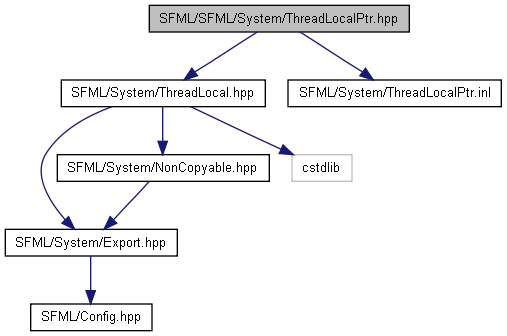 SFML/SFML/System/ThreadLocalPtr.hpp
SFML/System/ThreadLocal.hpp
SFML/System/ThreadLocalPtr.inl
SFML/System/NonCopyable.hpp
cstdlib
SFML/System/Export.hpp
SFML/Config.hpp